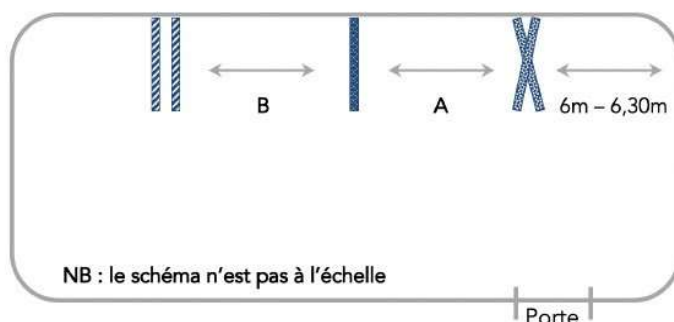 B
A
6m – 6,30m
NB : le schéma n'est pas à l'échelle
Porte